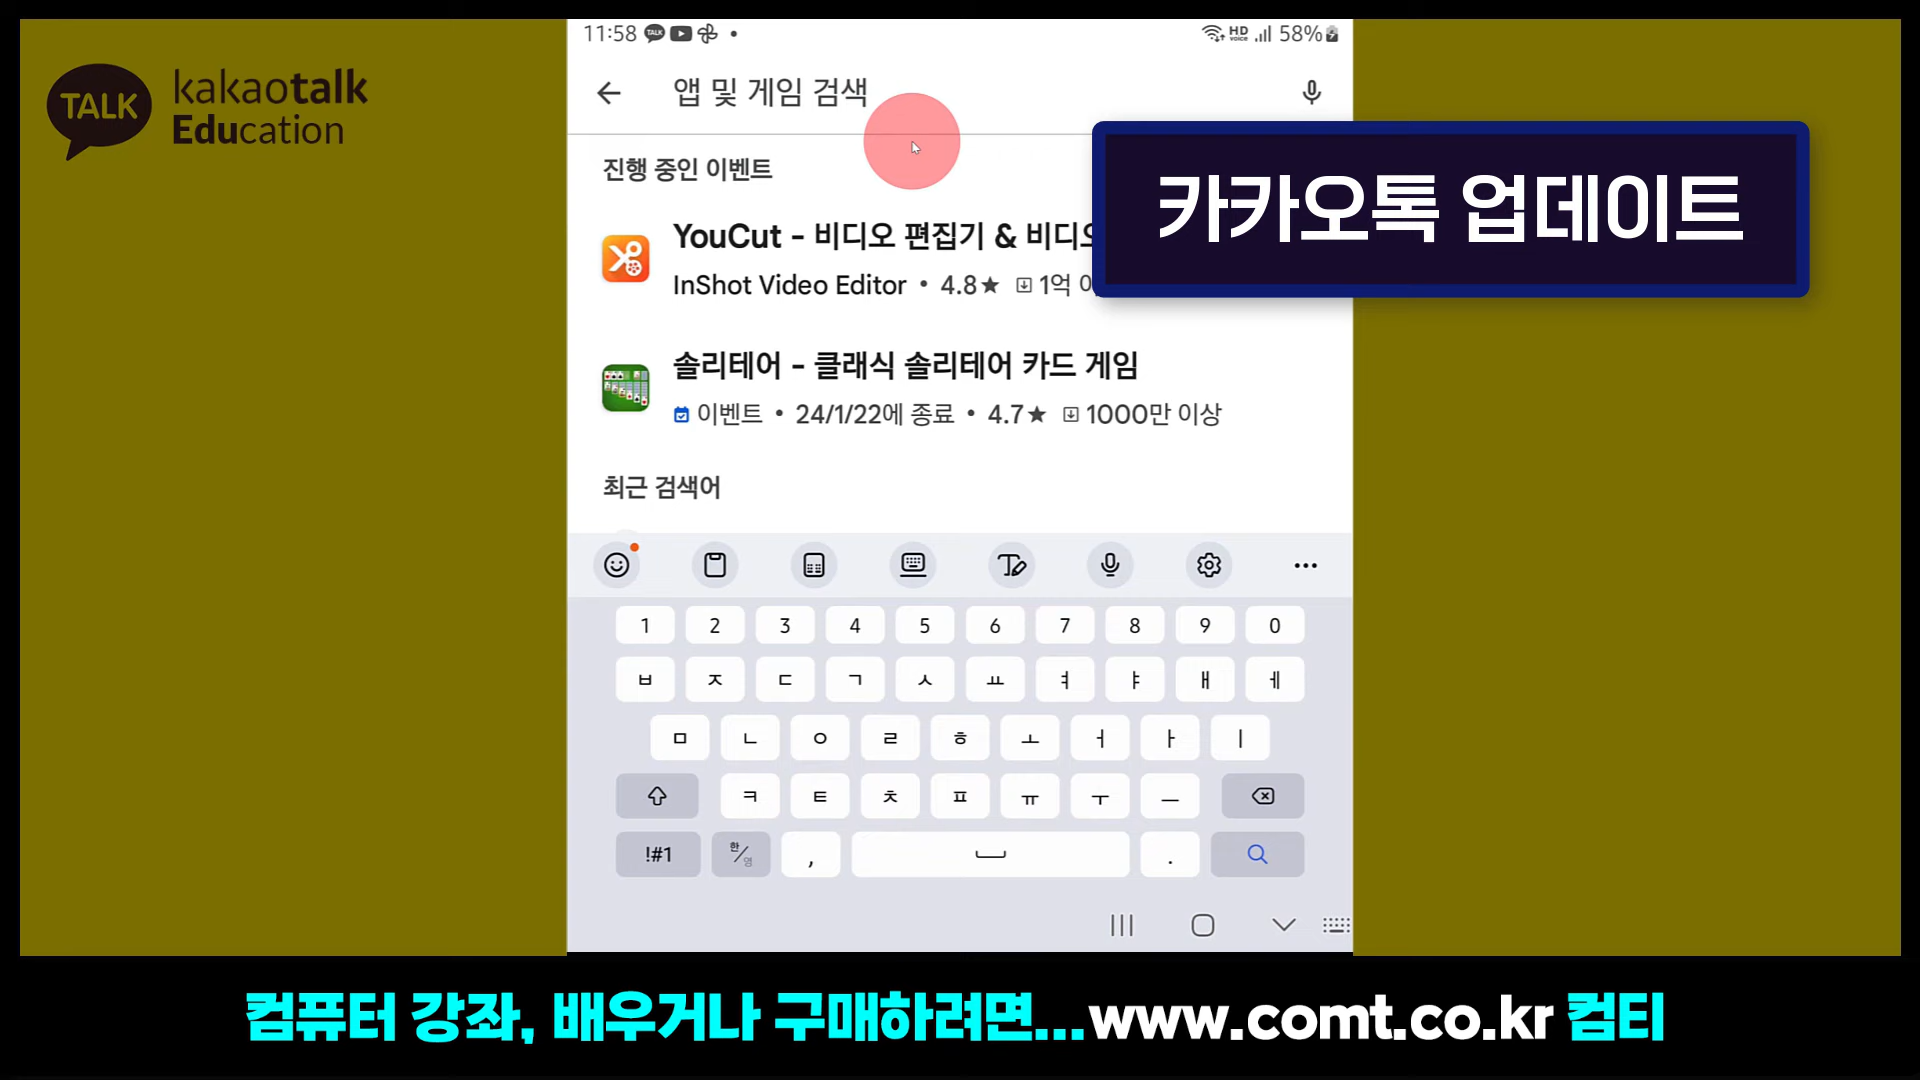 11:58
HD voice 58%
TALK kakaotalk
Education
앱 및 게임 검색
카카오톡 업데이트
진행 중인 이벤트
YouCut - 비디오 편집기 & 비디오
InShot Video Editor • 4.8★ 1억
솔리테어 - 클래식 솔리테어 카드 게임
이벤트 • 24/1/22에 종료 • 4.7★ 1000만 이상
최근 검색어
1 2 3 4 5 6 7 8 9 0
ㅂ ㅈ ㄷ ㄱ ㅅ ㅛ ㅕ ㅑ ㅐ ㅔ
ㅁ ㄴ ㅇ ㄹ ㅎ ㅗ ㅓ ㅏ ㅣ
ㅋ ㅌ ㅊ ㅍ ㅠ ㅜ ㅡ
!#1 한/영 , .
컴퓨터 강좌, 배우거나 구매하려면...www.comt.co.kr 컴티